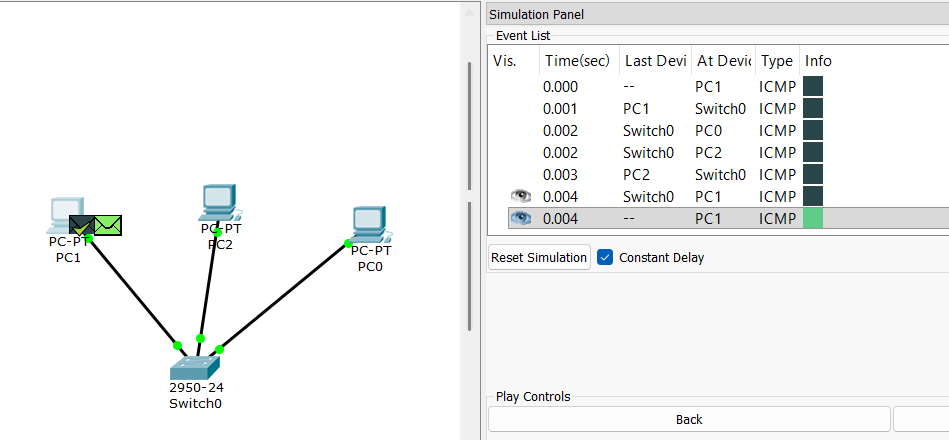 Simulation Panel
Event List
Vis. Time(sec) Last Devi At Devic Type Info
0.000 -- PC1 ICMP
0.001 PC1 Switch0 ICMP
0.002 Switch0 PC0 ICMP
0.002 Switch0 PC2 ICMP
0.003 PC2 Switch0 ICMP
0.004 Switch0 PC1 ICMP
0.004 -- PC1 ICMP
Reset Simulation Constant Delay
Play Controls
Back
PC-PT
PC1
PC-PT
PC2
PC-PT
PC0
2950-24
Switch0